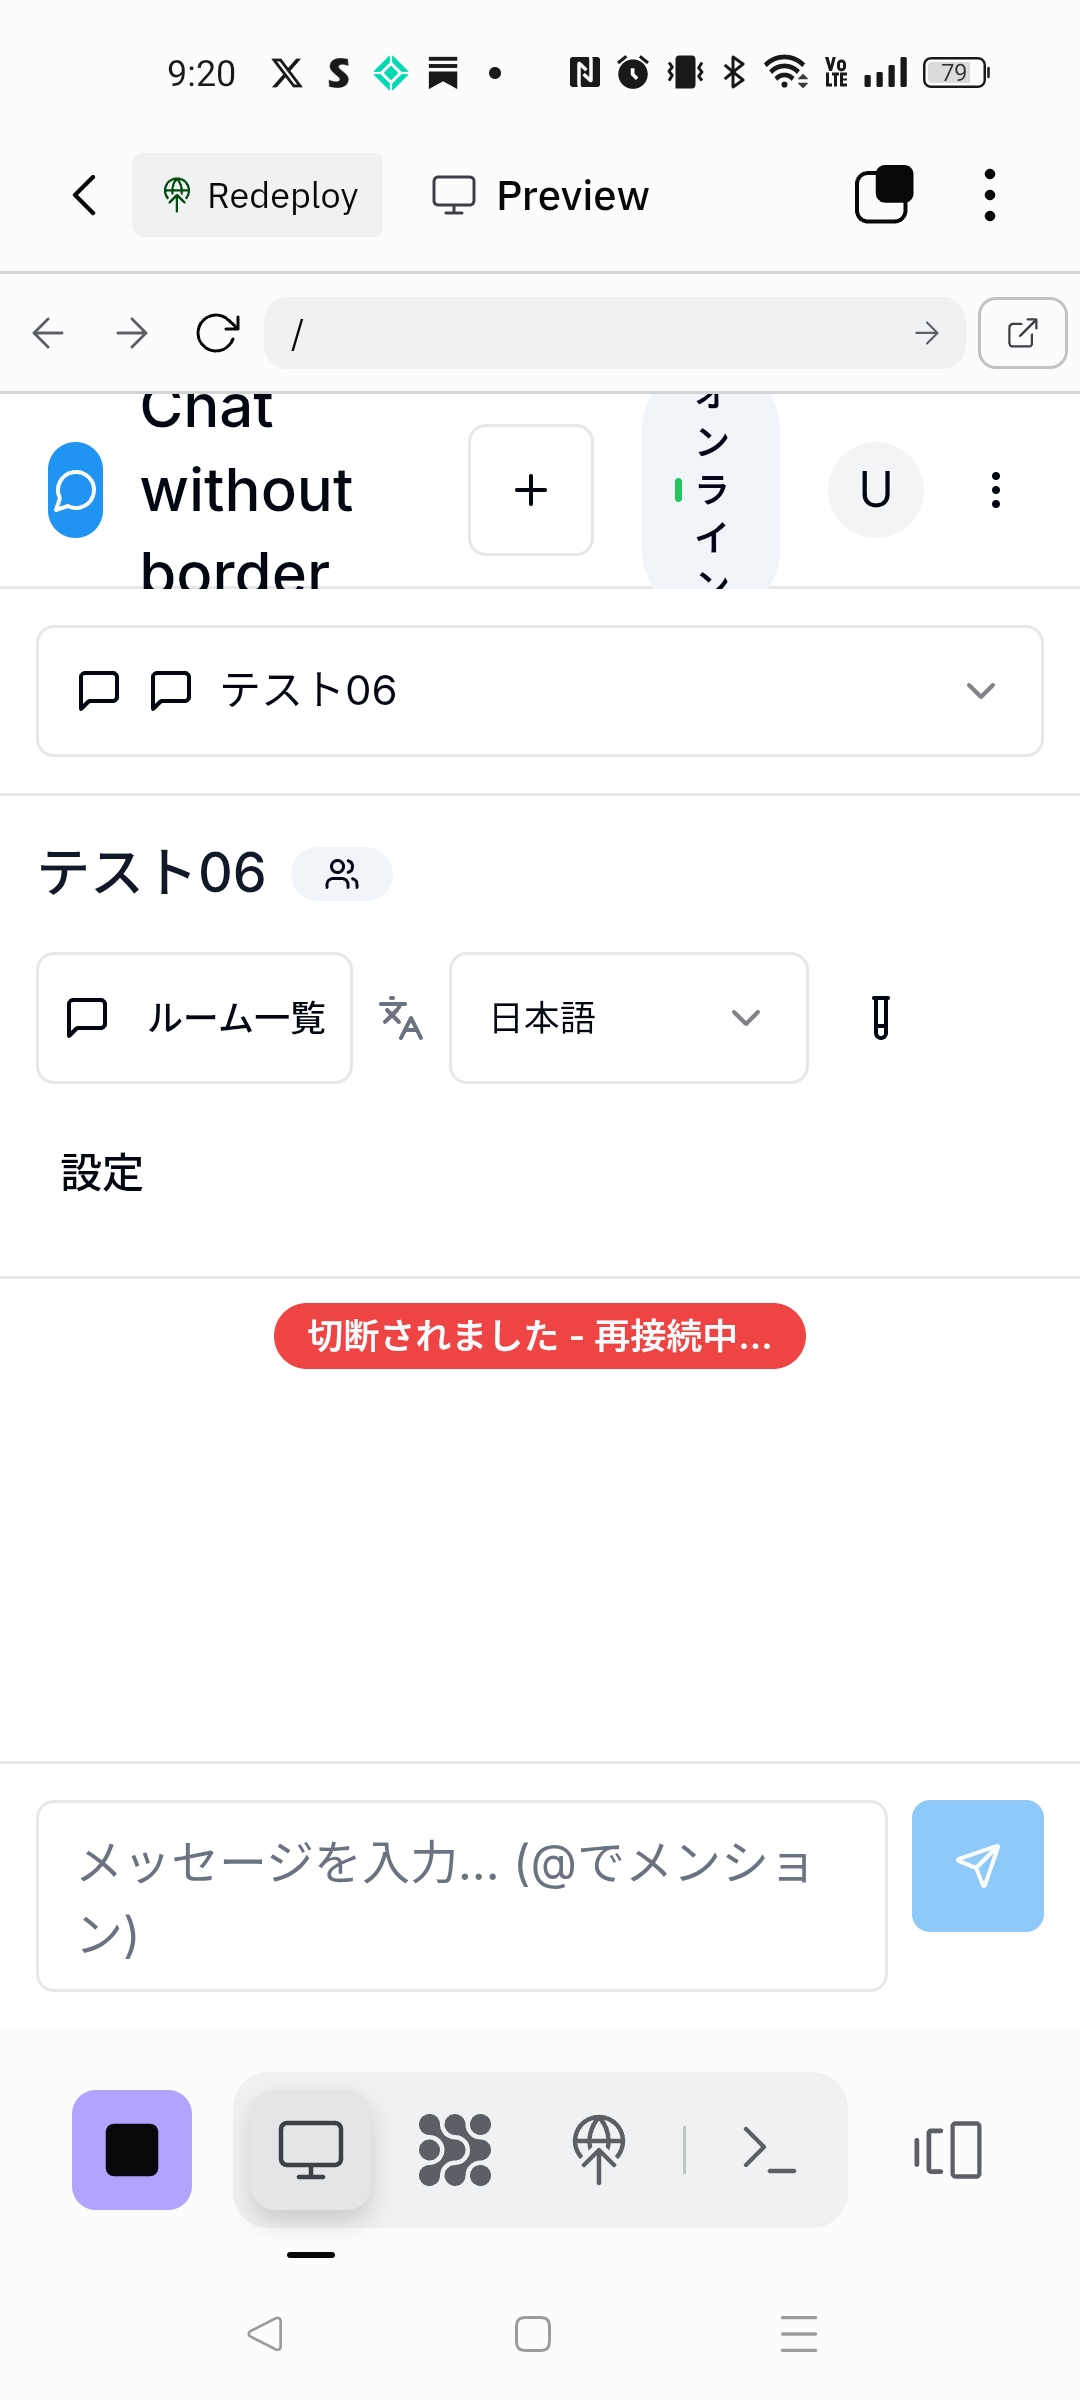 9:20
Vo
LTE
79
Redeploy
Preview
/
Chat
without
border
オンライン
U
テスト06
テスト06
ルーム一覧
日本語
設定
切断されました - 再接続中...
メッセージを入力... (@でメンショ
ン)